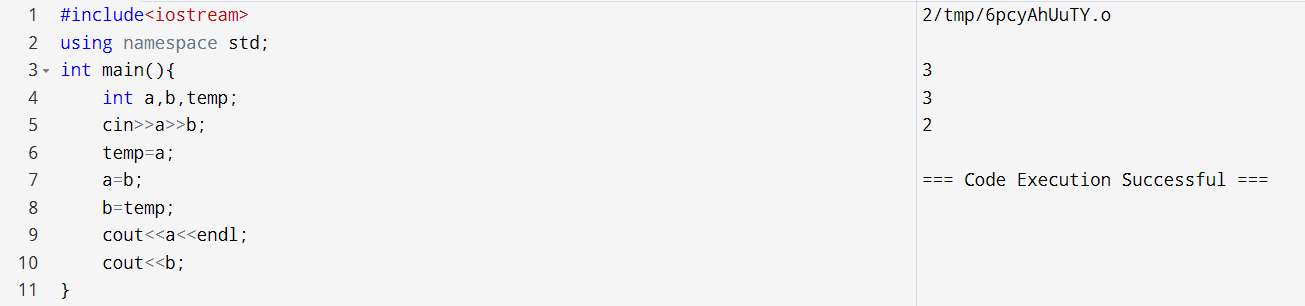 1 #include<iostream>
2 using namespace std;
3 int main(){
4 int a,b,temp;
5 cin>>a>>b;
6 temp=a;
7 a=b;
8 b=temp;
9 cout<<a<<endl;
10 cout<<b;
11 }
2/tmp/6pcyAhUuTY.o
3
3
2
=== Code Execution Successful ===